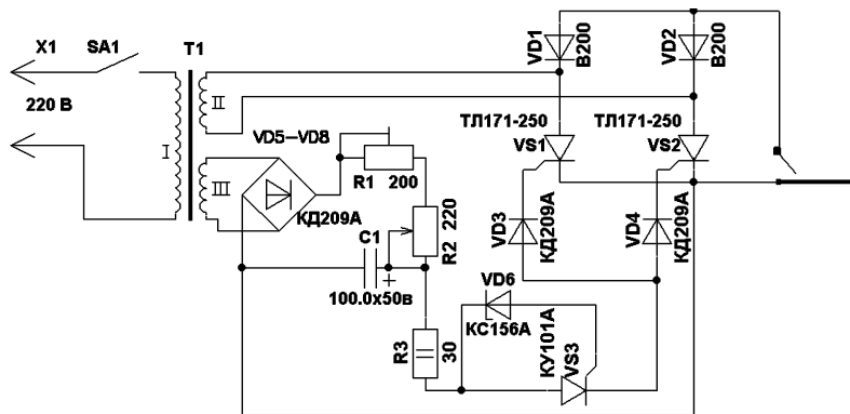 X1
SA1
T1
220 В
I
II
III
VD5–VD8
КД209А
R1
200
R2
220
C1
100.0х50в
R3
30
VD1
В200
VD2
В200
ТЛ171-250
VS1
ТЛ171-250
VS2
VD3
КД209А
VD4
КД209А
VD6
КС156А
КУ101А
VS3